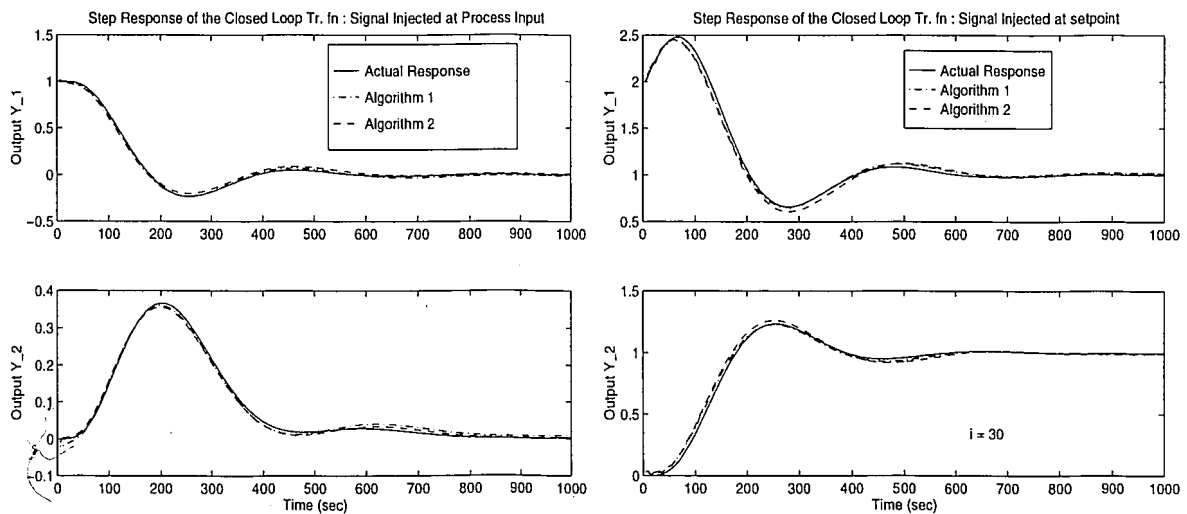 Step Response of the Closed Loop Tr. fn : Signal Injected at Process Input
1.5
1
0.5
0
−0.5
Output Y_1
Actual Response
Algorithm 1
Algorithm 2
0 100 200 300 400 500 600 700 800 900 1000
Step Response of the Closed Loop Tr. fn : Signal Injected at setpoint
2.5
2
1.5
1
0.5
Output Y_1
Actual Response
Algorithm 1
Algorithm 2
0 100 200 300 400 500 600 700 800 900 1000
0.4
0.3
0.2
0.1
0
−0.1
Output Y_2
0 100 200 300 400 500 600 700 800 900 1000
Time (sec)
1.5
1
0.5
0
Output Y_2
i = 30
0 100 200 300 400 500 600 700 800 900 1000
Time (sec)